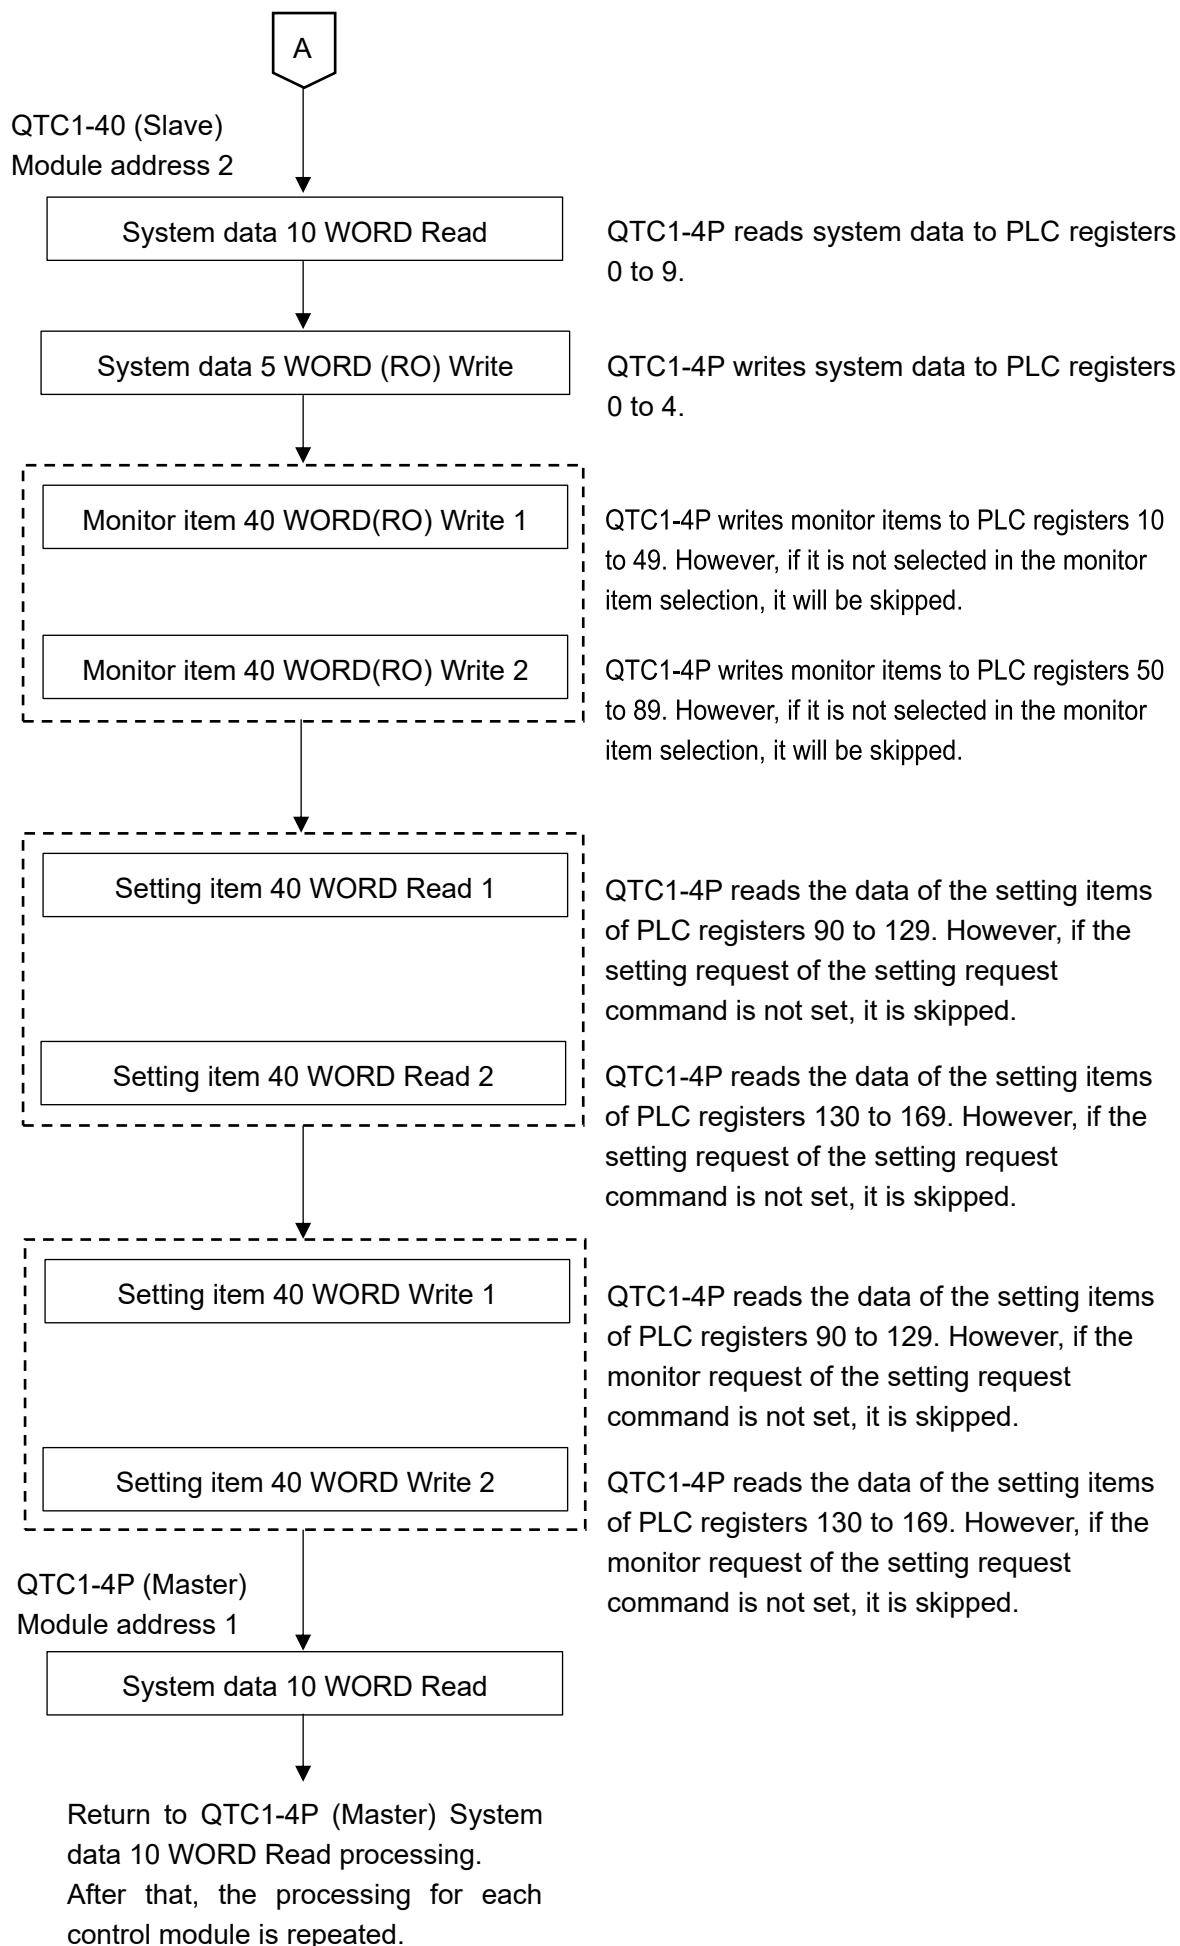 A
QTC1-40 (Slave)
Module address 2
System data 10 WORD Read
QTC1-4P reads system data to PLC registers
0 to 9.
System data 5 WORD (RO) Write
QTC1-4P writes system data to PLC registers
0 to 4.
Monitor item 40 WORD(RO) Write 1
QTC1-4P writes monitor items to PLC registers 10
to 49. However, if it is not selected in the monitor
item selection, it will be skipped.
Monitor item 40 WORD(RO) Write 2
QTC1-4P writes monitor items to PLC registers 50
to 89. However, if it is not selected in the monitor
item selection, it will be skipped.
Setting item 40 WORD Read 1
QTC1-4P reads the data of the setting items
of PLC registers 90 to 129. However, if the
setting request of the setting request
command is not set, it is skipped.
Setting item 40 WORD Read 2
QTC1-4P reads the data of the setting items
of PLC registers 130 to 169. However, if the
setting request of the setting request
command is not set, it is skipped.
Setting item 40 WORD Write 1
QTC1-4P reads the data of the setting items
of PLC registers 90 to 129. However, if the
monitor request of the setting request
command is not set, it is skipped.
Setting item 40 WORD Write 2
QTC1-4P reads the data of the setting items
of PLC registers 130 to 169. However, if the
monitor request of the setting request
command is not set, it is skipped.
QTC1-4P (Master)
Module address 1
System data 10 WORD Read
Return to QTC1-4P (Master) System
data 10 WORD Read processing.
After that, the processing for each
control module is repeated.